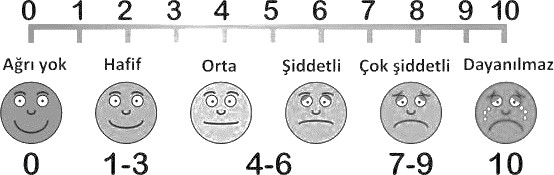 0 1 2 3 4 5 6 7 8 9 10
Ağrı yok Hafif Orta Şiddetli Çok şiddetli Dayanılmaz
0 1-3 4-6 7-9 10